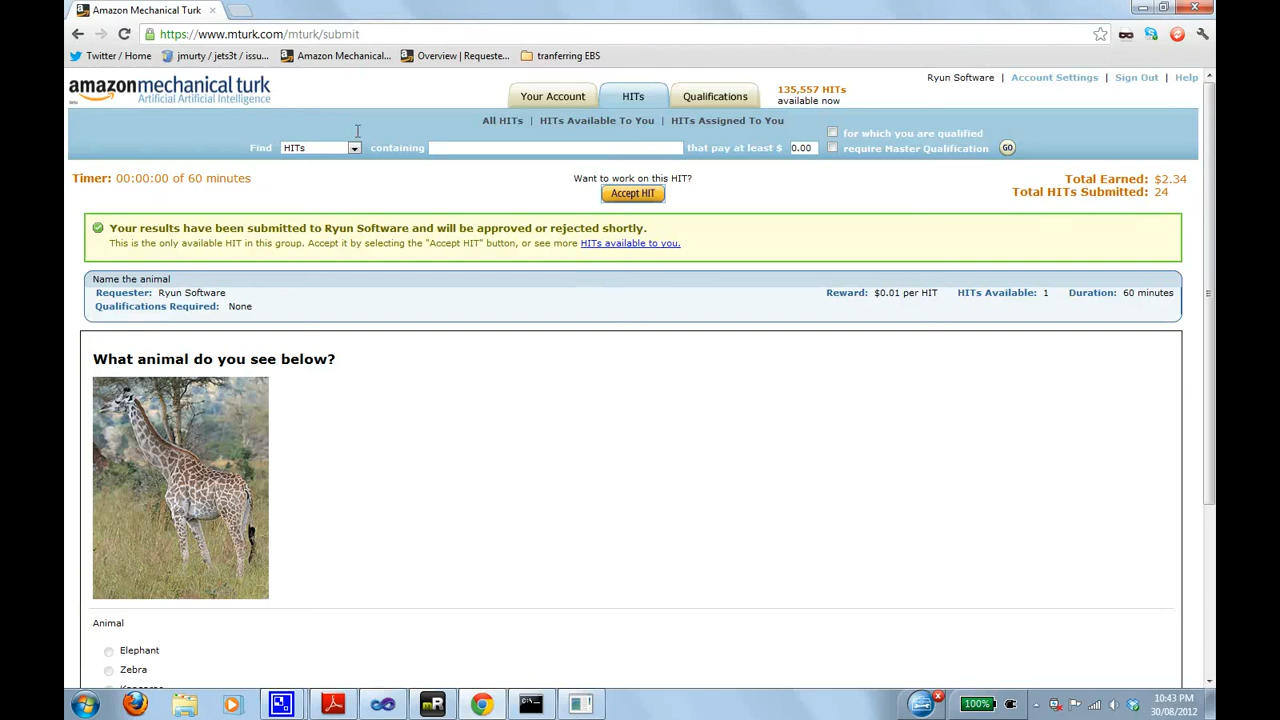 Amazon Mechanical Turk
https://www.mturk.com/mturk/submit
Twitter / Home
jmurty / jets3t / issu...
Amazon Mechanical...
Overview | Requeste...
tranferring EBS
amazonmechanical turk
beta
Artificial Artificial Intelligence
Your Account
HITs
Qualifications
135,557 HITs
available now
Ryun Software | Account Settings | Sign Out | Help
All HITs | HITs Available To You | HITs Assigned To You
Find HITs containing that pay at least $ 0.00
for which you are qualified
require Master Qualification
GO
Timer: 00:00:00 of 60 minutes
Want to work on this HIT?
Accept HIT
Total Earned: $2.34
Total HITs Submitted: 24
Your results have been submitted to Ryun Software and will be approved or rejected shortly.
This is the only available HIT in this group. Accept it by selecting the "Accept HIT" button, or see more HITs available to you.
Name the animal
Requester: Ryun Software
Reward: $0.01 per HIT HITs Available: 1 Duration: 60 minutes
Qualifications Required: None
What animal do you see below?
Animal
Elephant
Zebra
100%
10:43 PM
30/08/2012